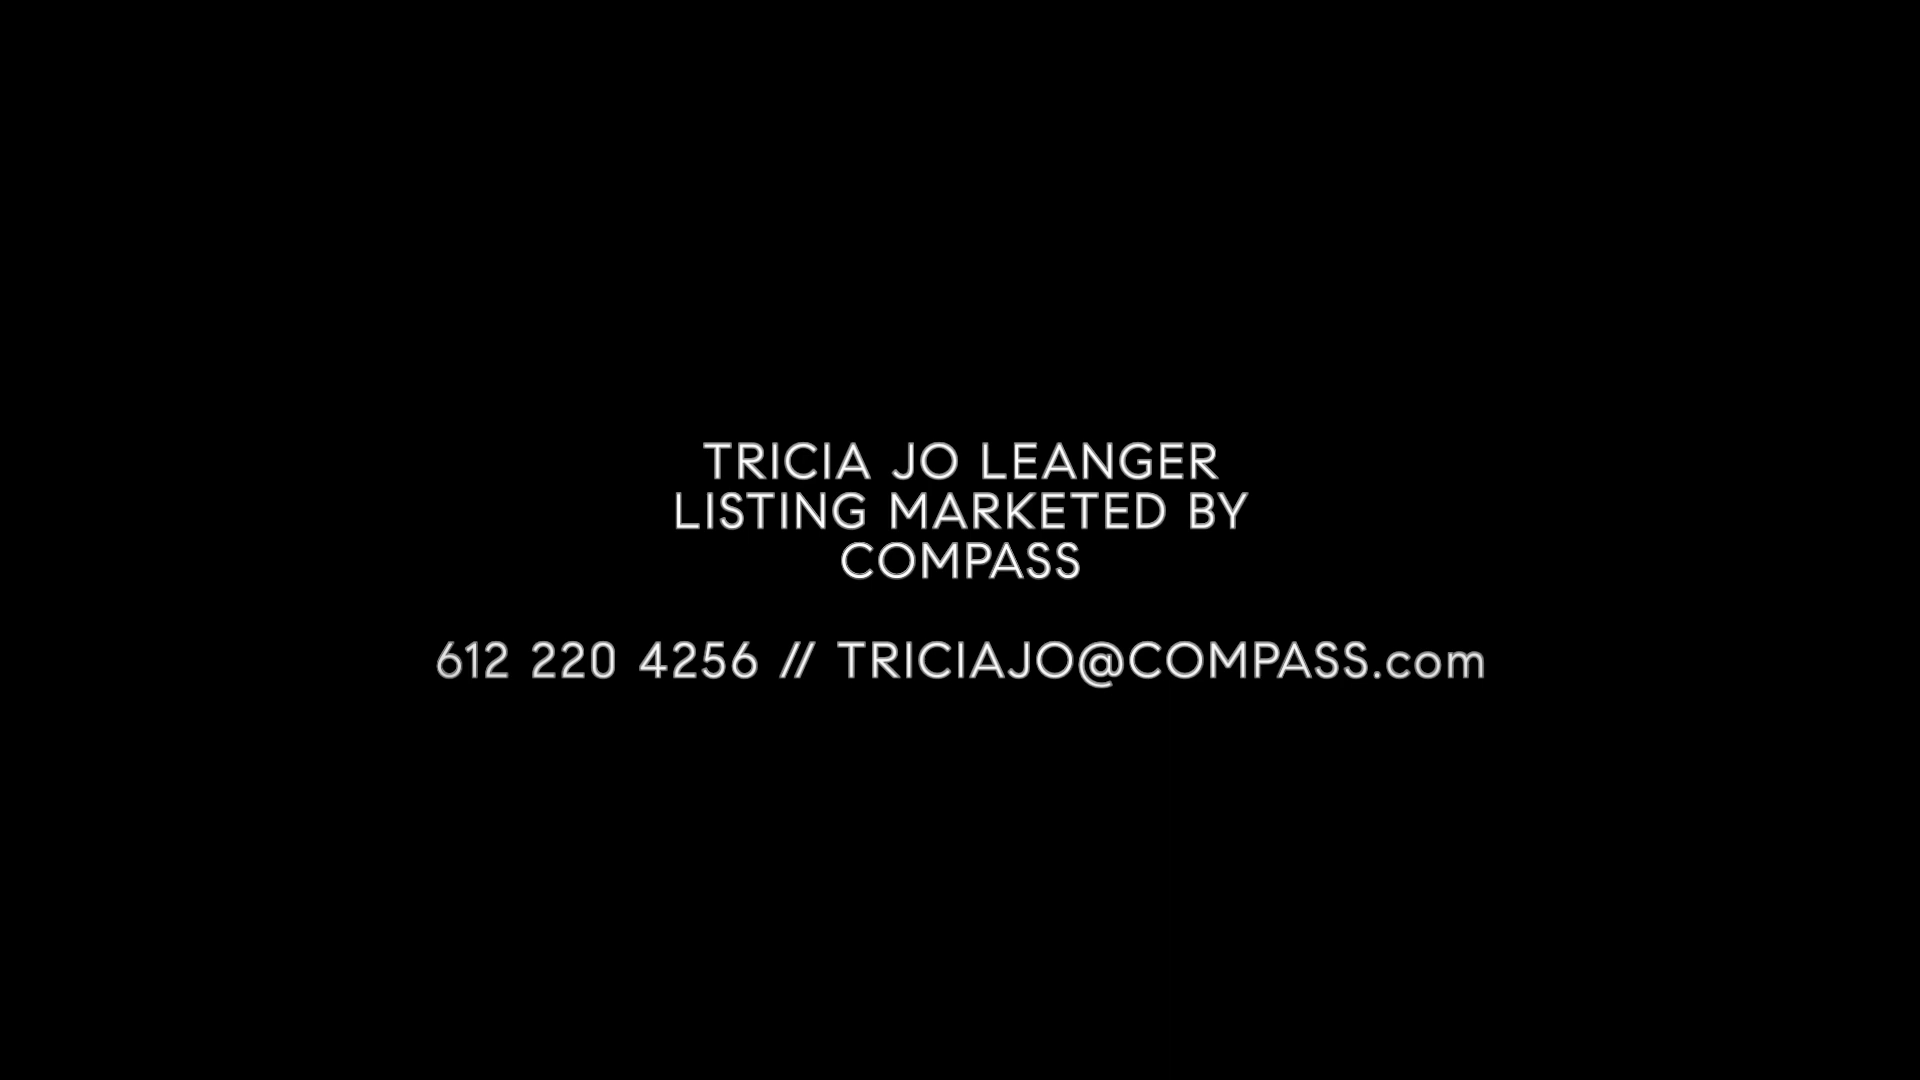 TRICIA JO LEANGER
LISTING MARKETED BY
COMPASS
612 220 4256 // TRICIAJO@COMPASS.com